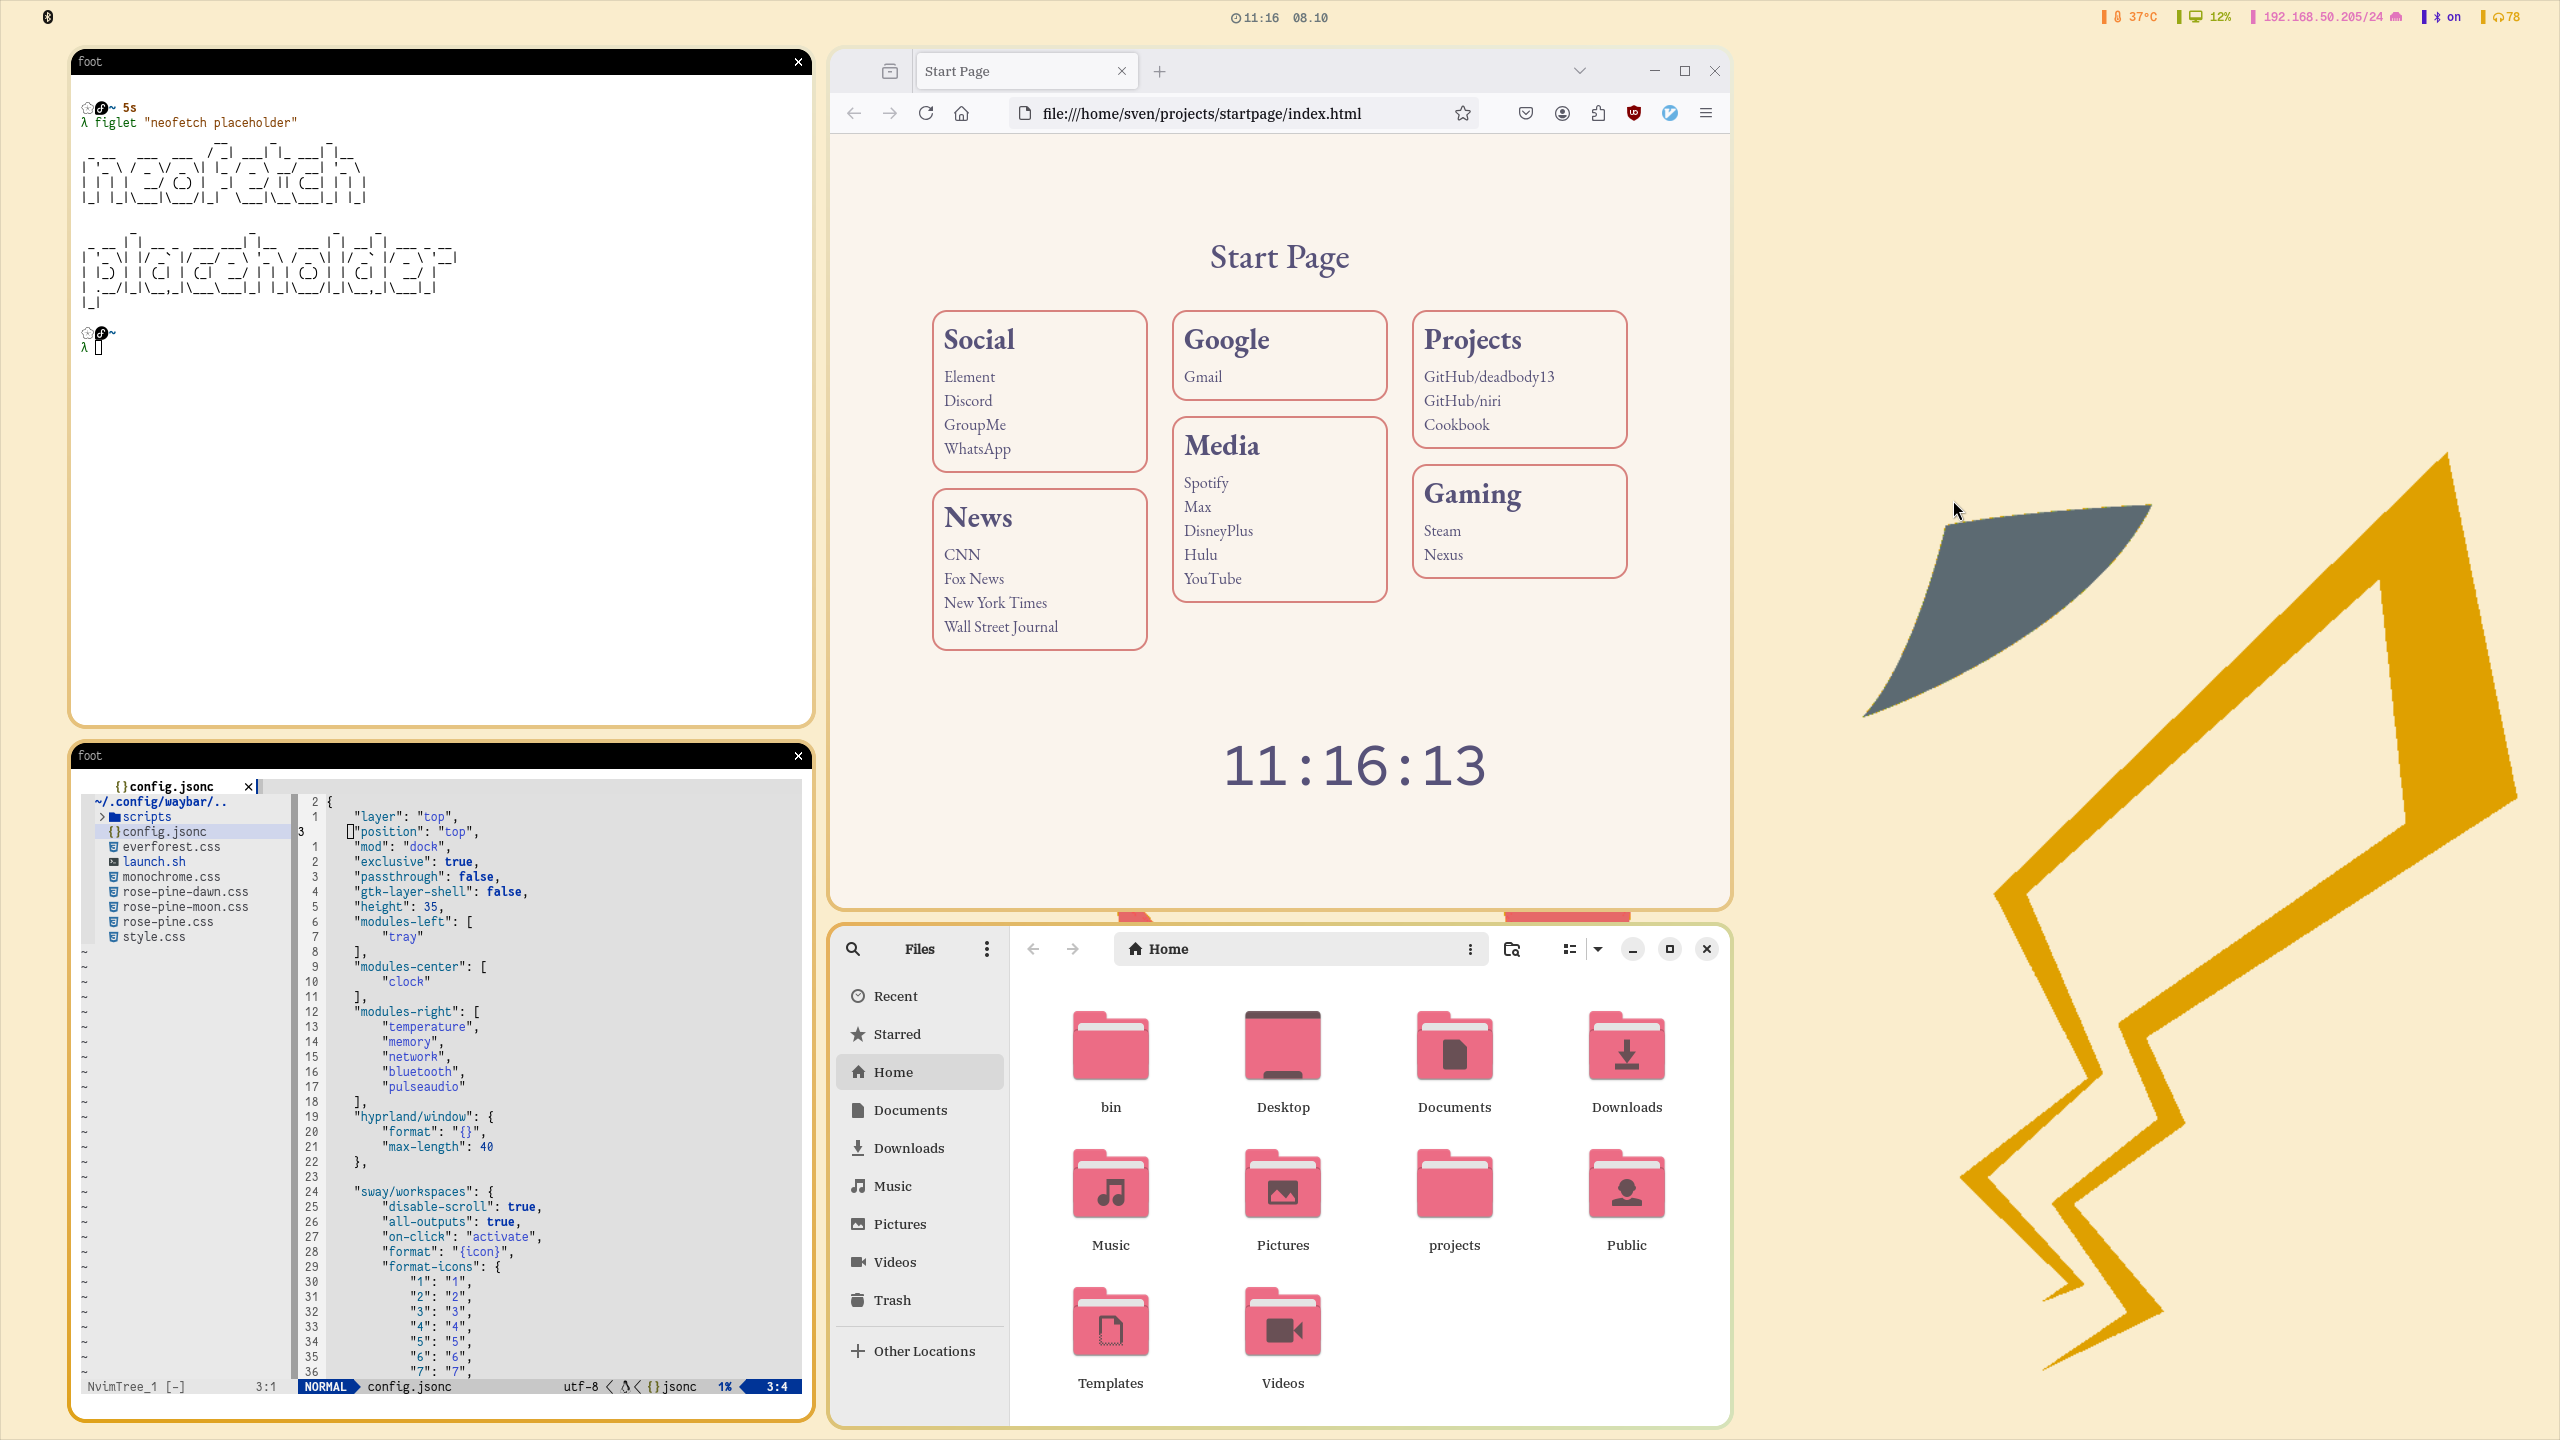 11:16 08.10
37°C 12% 192.168.50.205/24 on 78
foot
~ 5s
λ figlet "neofetch placeholder"
neofetch
placeholder
~
λ
foot
{} config.jsonc
~/.config/waybar/..
scripts
{} config.jsonc
everforest.css
launch.sh
monochrome.css
rose-pine-dawn.css
rose-pine-moon.css
rose-pine.css
style.css
NvimTree_1 [-] 3:1
2 {
1 "layer": "top",
3 "position": "top",
1 "mod": "dock",
2 "exclusive": true,
3 "passthrough": false,
4 "gtk-layer-shell": false,
5 "height": 35,
6 "modules-left": [
7 "tray"
8 ],
9 "modules-center": [
10 "clock"
11 ],
12 "modules-right": [
13 "temperature",
14 "memory",
15 "network",
16 "bluetooth",
17 "pulseaudio"
18 ],
19 "hyprland/window": {
20 "format": "{}",
21 "max-length": 40
22 },
23
24 "sway/workspaces": {
25 "disable-scroll": true,
26 "all-outputs": true,
27 "on-click": "activate",
28 "format": "{icon}",
29 "format-icons": {
30 "1": "1",
31 "2": "2",
32 "3": "3",
33 "4": "4",
34 "5": "5",
35 "6": "6",
36 "7": "7",
NORMAL config.jsonc utf-8 {} jsonc 1% 3:4
Start Page
file:///home/sven/projects/startpage/index.html
Start Page
Social
Element
Discord
GroupMe
WhatsApp
News
CNN
Fox News
New York Times
Wall Street Journal
Google
Gmail
Media
Spotify
Max
DisneyPlus
Hulu
YouTube
Projects
GitHub/deadbody13
GitHub/niri
Cookbook
Gaming
Steam
Nexus
11:16:13
Files
Home
Recent
Starred
Home
Documents
Downloads
Music
Pictures
Videos
Trash
Other Locations
bin
Desktop
Documents
Downloads
Music
Pictures
projects
Public
Templates
Videos